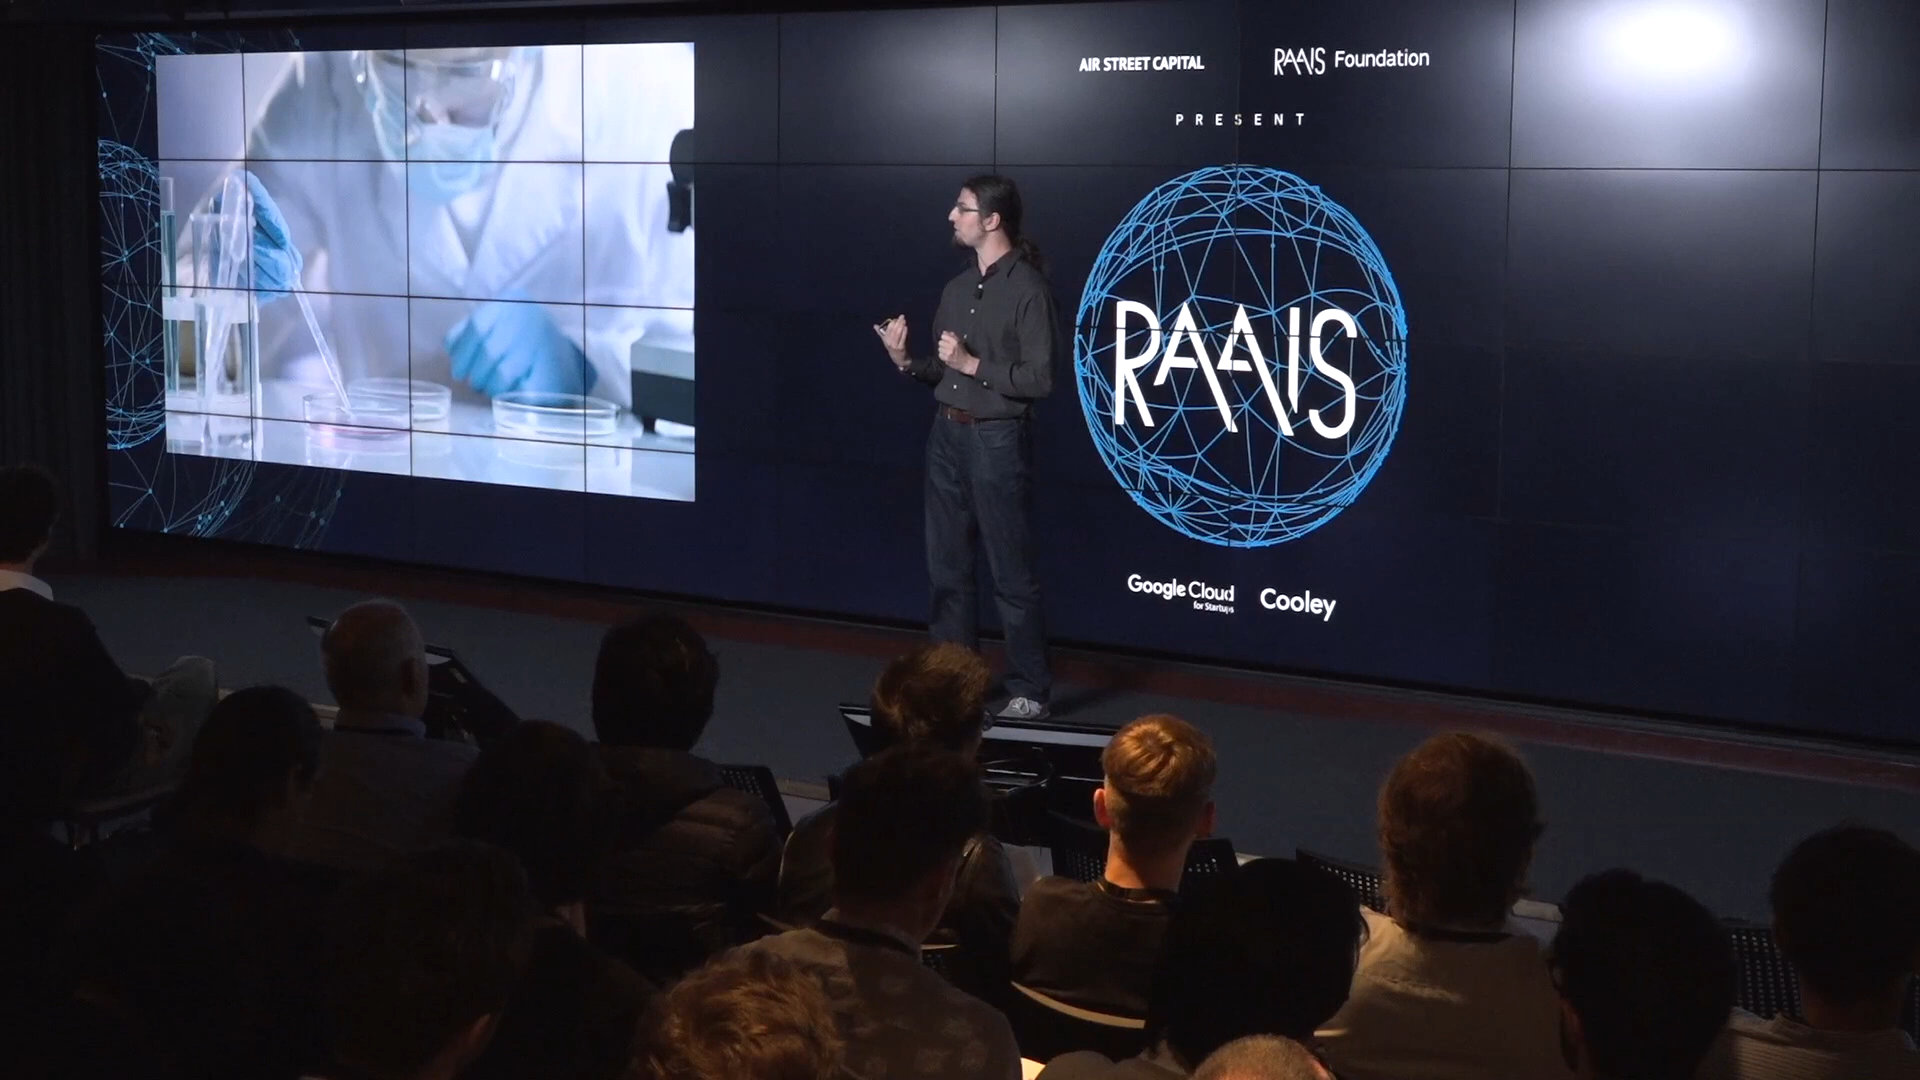 AIR STREET CAPITAL
RAAIS Foundation
PRESENT
RAAIS
Google Cloud
for Startups
Cooley